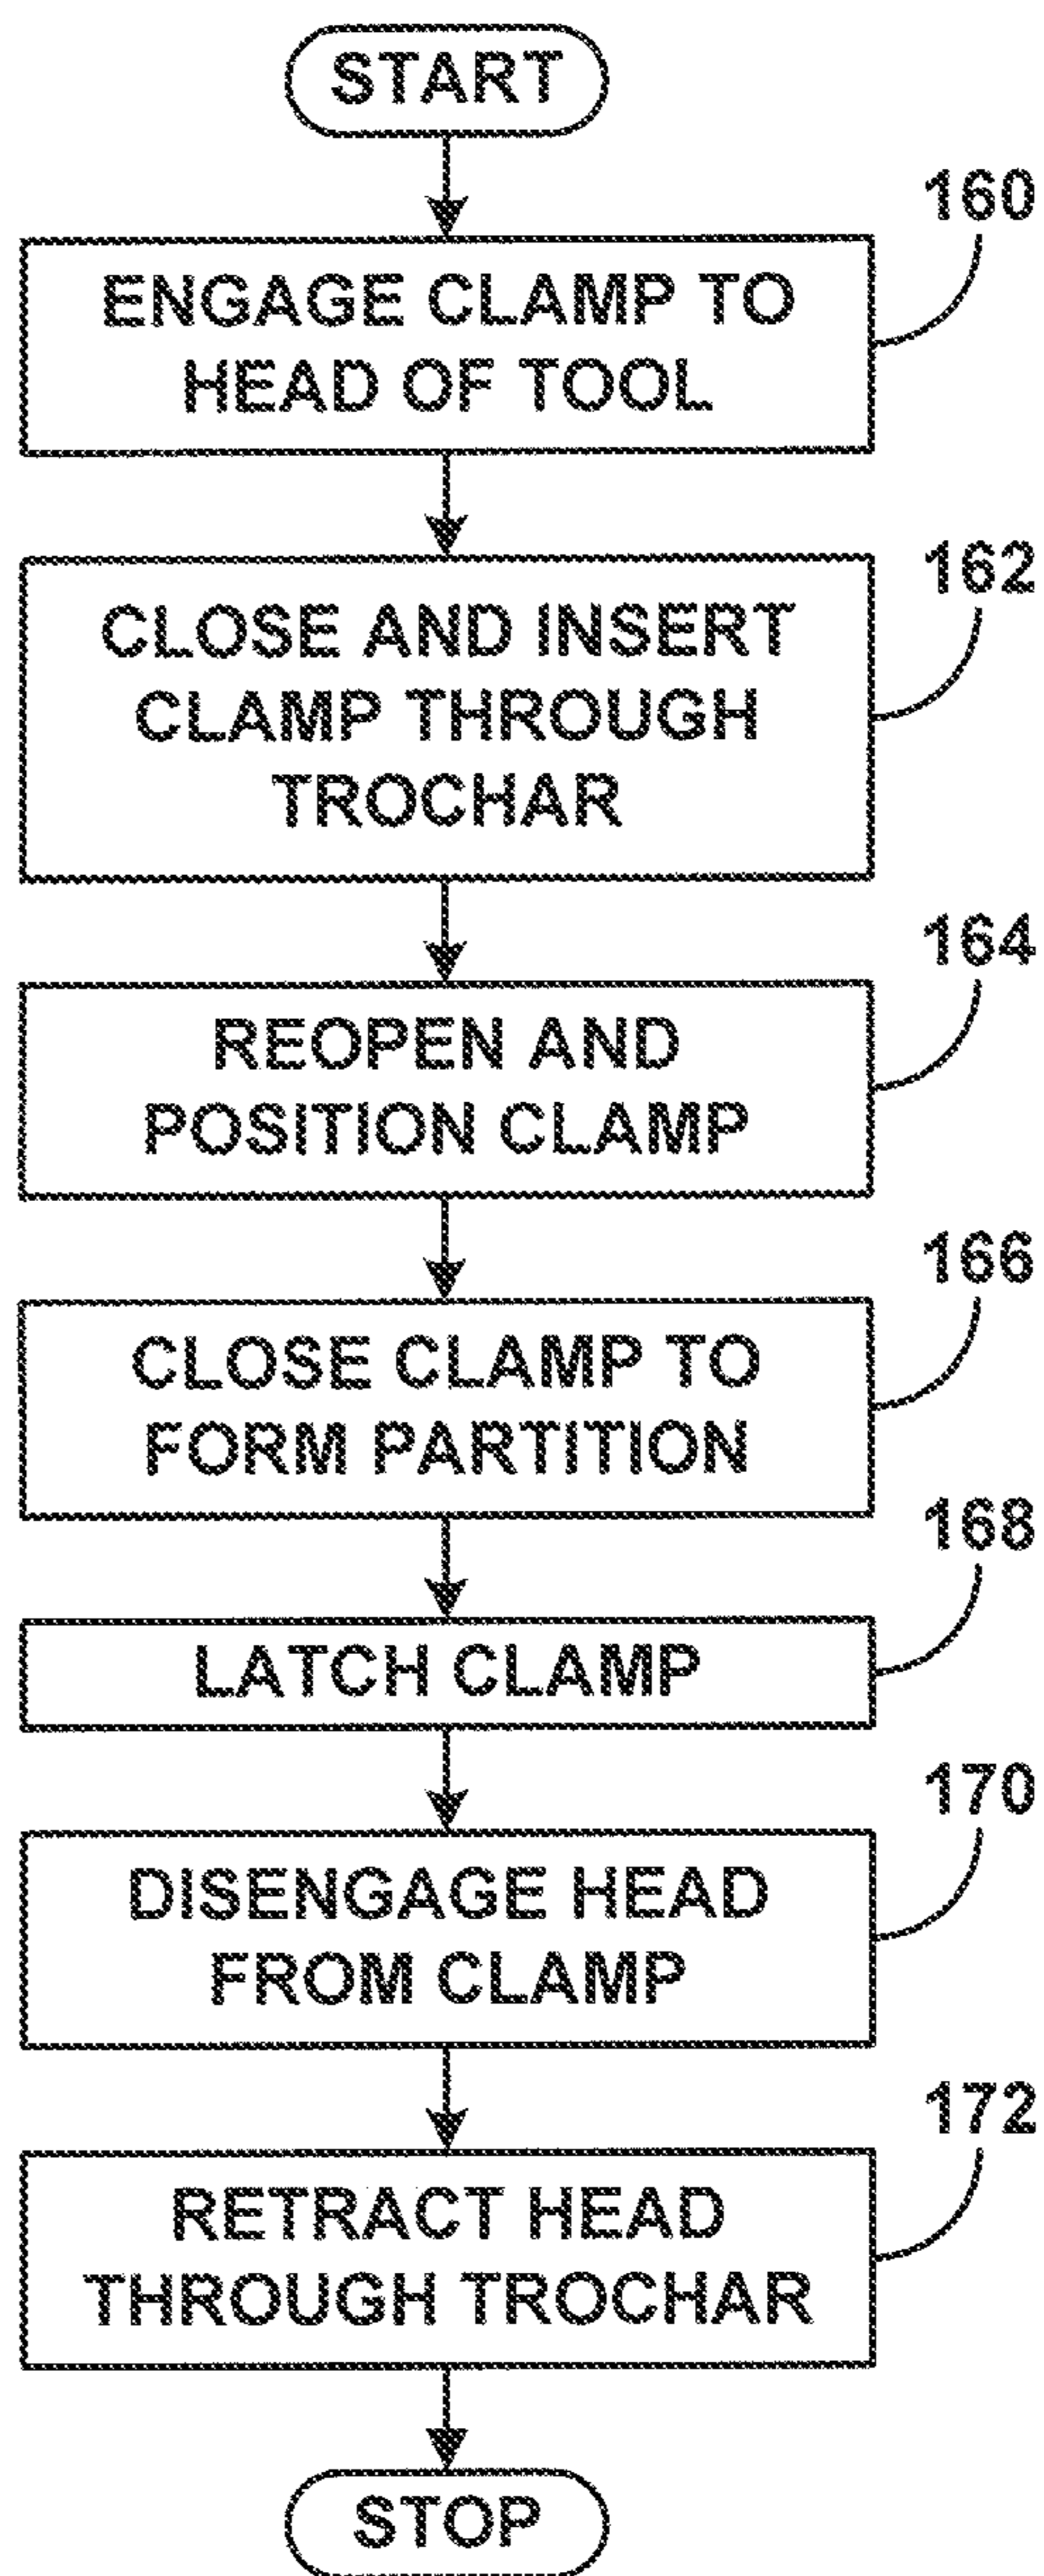 START
160
ENGAGE CLAMP TO
HEAD OF TOOL
162
CLOSE AND INSERT
CLAMP THROUGH
TROCHAR
164
REOPEN AND
POSITION CLAMP
166
CLOSE CLAMP TO
FORM PARTITION
168
LATCH CLAMP
170
DISENGAGE HEAD
FROM CLAMP
172
RETRACT HEAD
THROUGH TROCHAR
STOP